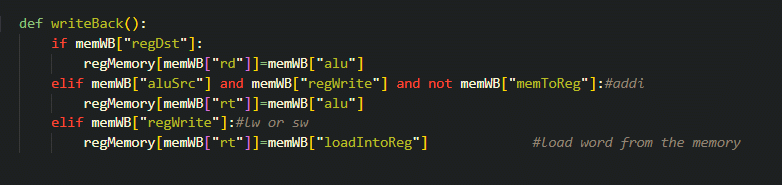 def writeBack():
    if memWB["regDst"]:
        regMemory[memWB["rd"]]=memWB["alu"]
    elif memWB["aluSrc"] and memWB["regWrite"] and not memWB["memToReg"]:#addi
        regMemory[memWB["rt"]]=memWB["alu"]
    elif memWB["regWrite"]:#lw or sw
        regMemory[memWB["rt"]]=memWB["loadIntoReg"]             #load word from the memory